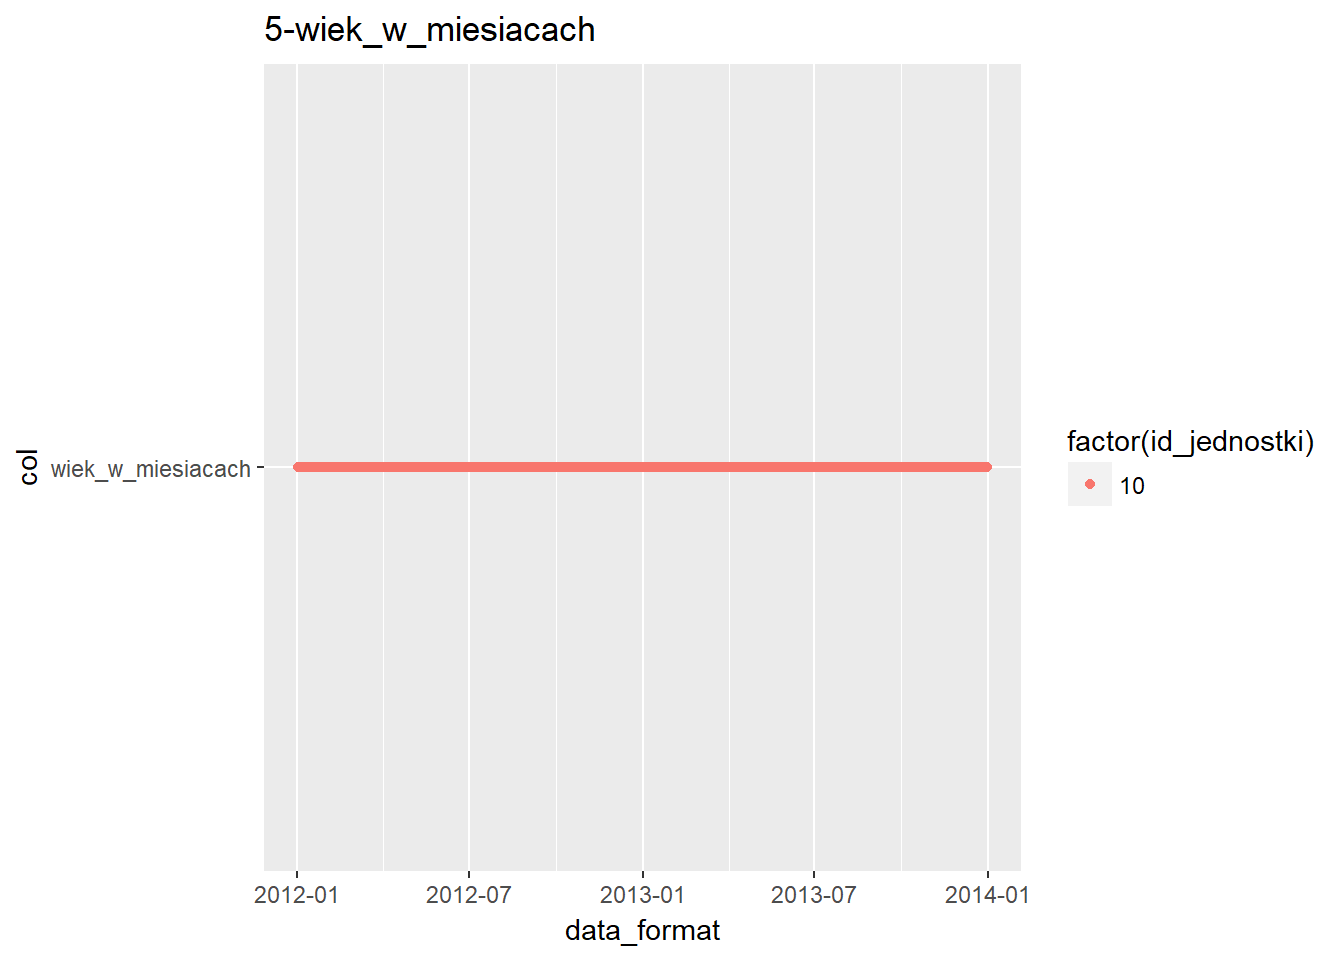 5-wiek_w_miesiacach
col
wiek_w_miesiacach
factor(id_jednostki)
10
2012-01
2012-07
2013-01
2013-07
2014-01
data_format